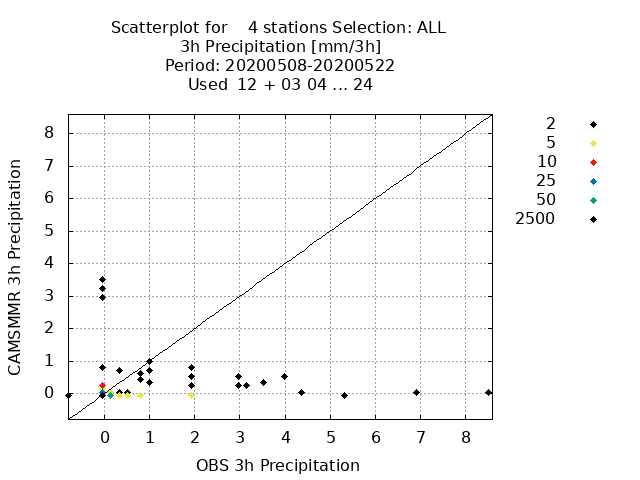 Scatterplot for 4 stations Selection: ALL
3h Precipitation [mm/3h]
Period: 20200508-20200522
Used 12 + 03 04 ... 24
2
5
10
25
50
2500
8
7
6
5
4
3
2
1
0
CAMSMMR 3h Precipitation
0 1 2 3 4 5 6 7 8
OBS 3h Precipitation